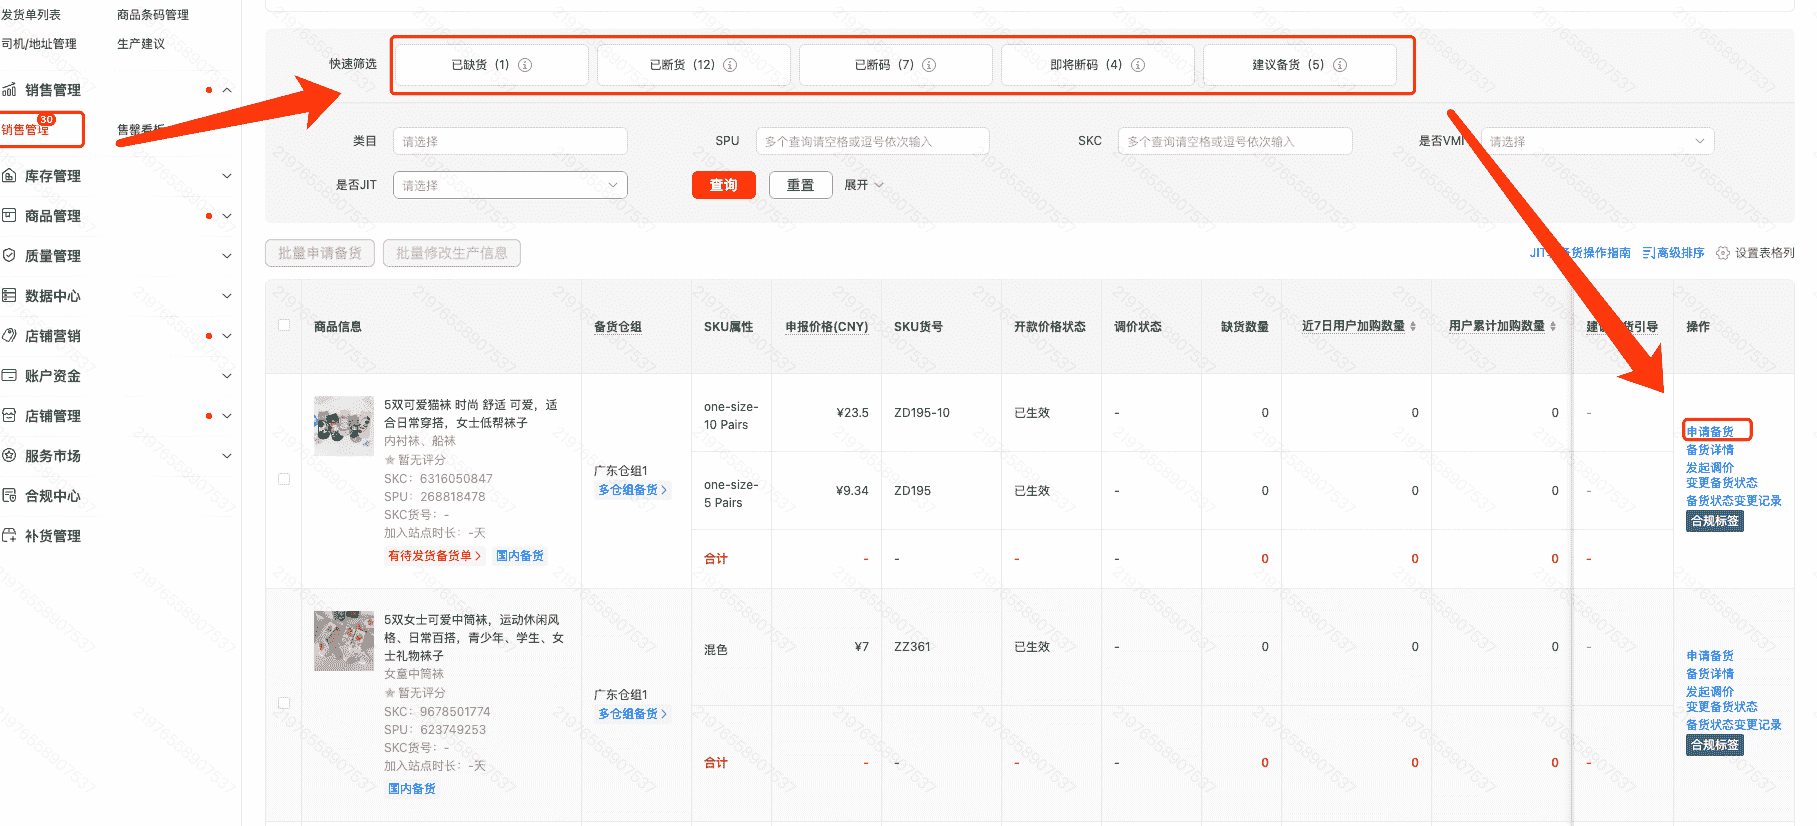 发货单列表
商品条码管理
司机/地址管理
生产建议
销售管理
销售管理
30
售罄看板
库存管理
商品管理
质量管理
数据中心
店铺营销
账户资金
店铺管理
服务市场
合规中心
补货管理
快速筛选
已缺货 (1)
已断货 (12)
已断码 (7)
即将断码 (4)
建议备货 (5)
类目
请选择
SPU
多个查询请空格或逗号依次输入
SKC
多个查询请空格或逗号依次输入
是否VMI
请选择
是否JIT
请选择
查询
重置
展开
批量申请备货
批量修改生产信息
JIT
货操作指南
高级排序
设置表格列
商品信息
备货仓组
SKU属性
申报价格(CNY)
SKU货号
开款价格状态
调价状态
缺货数量
近7日用户加购数量
用户累计加购数量
建
货引导
操作
5双可爱猫袜 时尚 舒适 可爱，适
合日常穿搭，女士低帮袜子
内衬袜、船袜
暂无评分
SKC：6316050847
SPU：268818478
SKC货号：-
加入站点时长：-天
有待发货备货单 >
国内备货
广东仓组1
多仓组备货 >
one-size-
10 Pairs
¥23.5
ZD195-10
已生效
-
0
0
0
-
one-size-
5 Pairs
¥9.34
ZD195
已生效
-
0
0
0
-
合计
-
-
-
-
0
0
0
-
申请备货
备货详情
发起调价
变更备货状态
备货状态变更记录
合规标签
5双女士可爱中筒袜，运动休闲风
格、日常百搭，青少年、学生、女
士礼物袜子
女童中筒袜
暂无评分
SKC：9678501774
SPU：623749253
SKC货号：-
加入站点时长：-天
国内备货
广东仓组1
多仓组备货 >
混色
¥7
ZZ361
已生效
-
0
0
0
-
合计
-
-
-
-
0
0
0
-
申请备货
备货详情
发起调价
变更备货状态
备货状态变更记录
合规标签